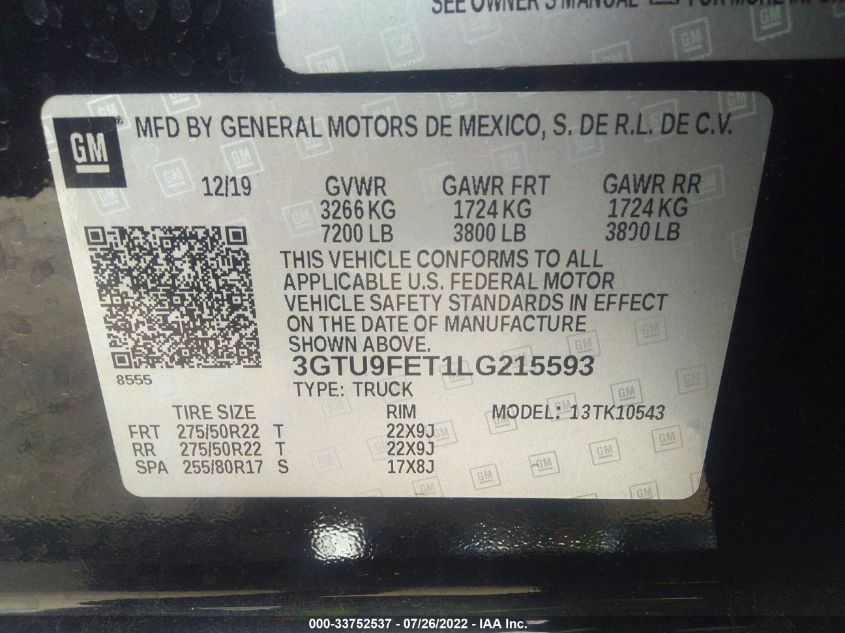 SEE OWNER'S MANUAL
FOR MORE
GM
MFD BY GENERAL MOTORS DE MEXICO, S. DE R.L. DE C.V.
12/19 GVWR GAWR FRT GAWR RR
3266 KG 1724 KG 1724 KG
7200 LB 3800 LB 3800 LB
THIS VEHICLE CONFORMS TO ALL
APPLICABLE U.S. FEDERAL MOTOR
VEHICLE SAFETY STANDARDS IN EFFECT
ON THE DATE OF MANUFACTURE
SHOWN ABOVE.
8555
3GTU9FET1LG215593
TYPE: TRUCK
TIRE SIZE RIM MODEL: 13TK10543
FRT 275/50R22 T 22X9J
RR 275/50R22 T 22X9J
SPA 255/80R17 S 17X8J
000-33752537 - 07/26/2022 - IAA Inc.